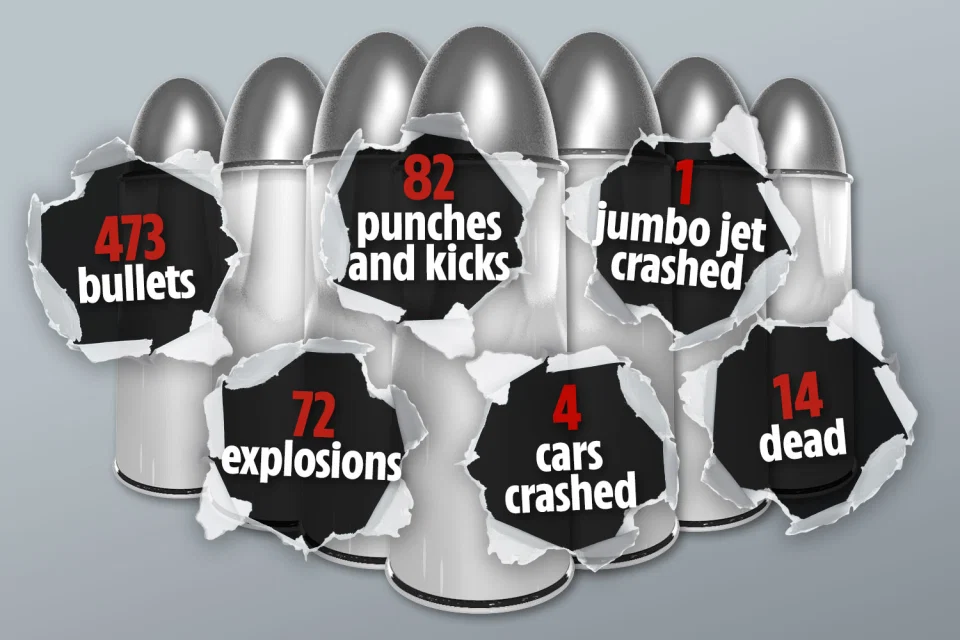 473
bullets
82
punches
and kicks
1
jumbo jet
crashed
72
explosions
4
cars
crashed
14
dead